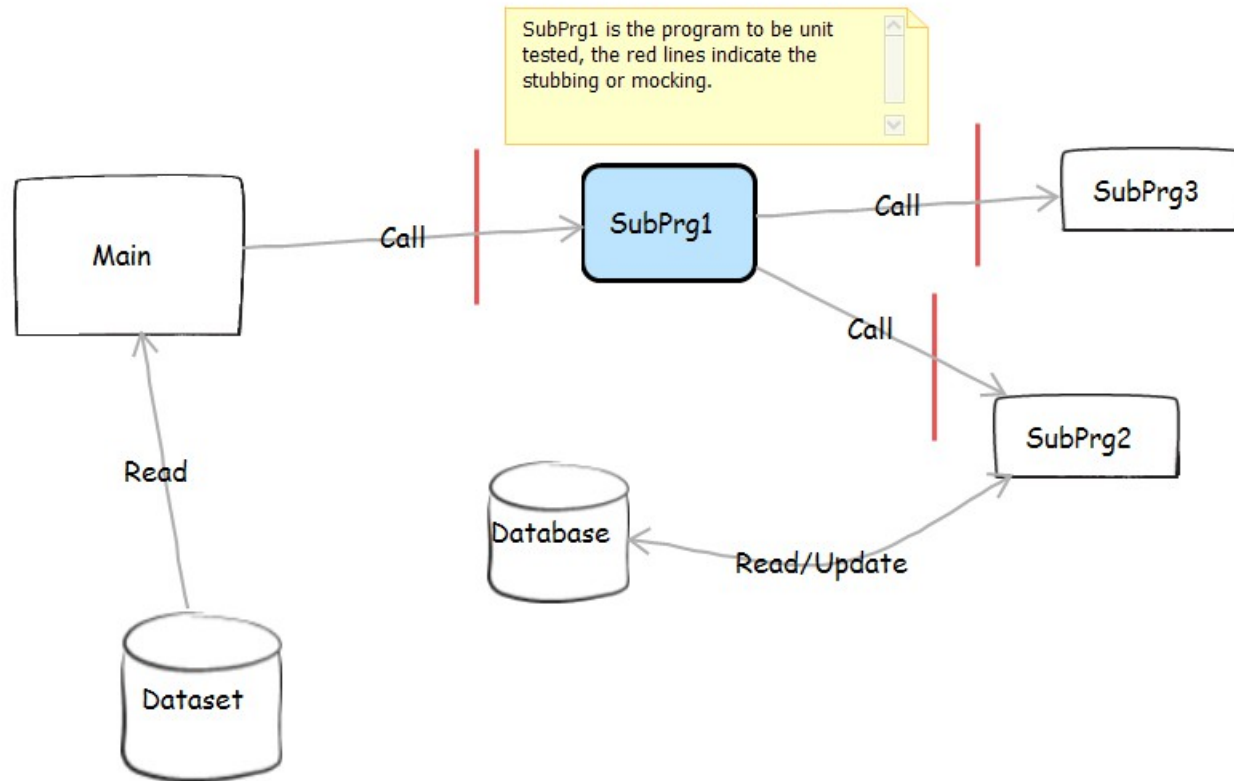 SubPrg1 is the program to be unit
tested, the red lines indicate the
stubbing or mocking.
Main
Call
SubPrg1
Call
SubPrg3
Call
SubPrg2
Read
Database
Read/Update
Dataset